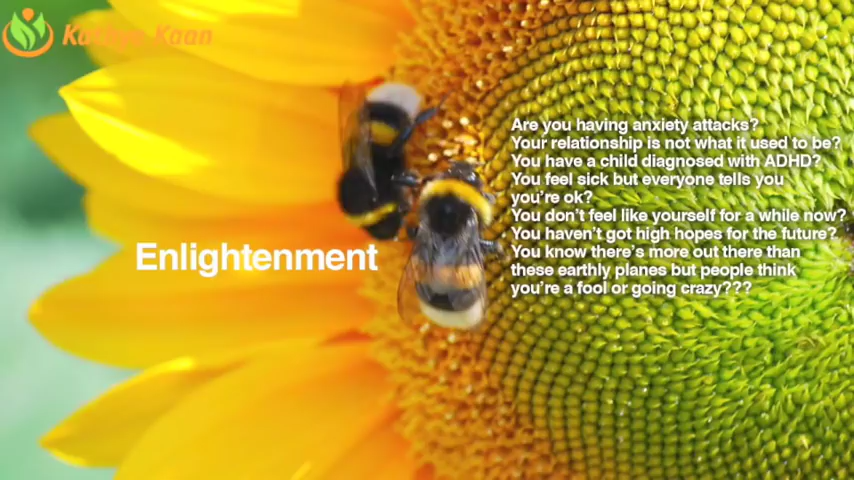 Kathye Kaan
Enlightenment
Are you having anxiety attacks?
Your relationship is not what it used to be?
You have a child diagnosed with ADHD?
You feel sick but everyone tells you
you're ok?
You don't feel like yourself for a while now?
You haven't got high hopes for the future?
You know there's more out there than
these earthly planes but people think
you're a fool or going crazy???